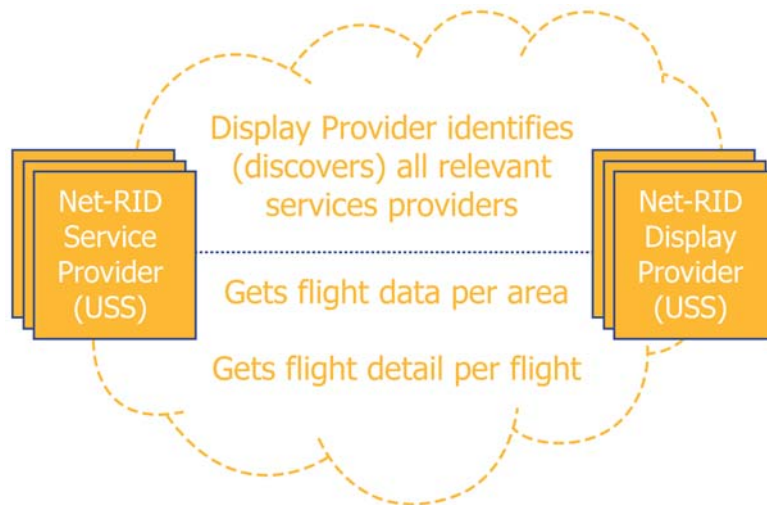 Display Provider identifies
(discovers) all relevant
services providers
Net-RID
Service
Provider
(USS)
Net-RID
Display
Provider
(USS)
Gets flight data per area
Gets flight detail per flight